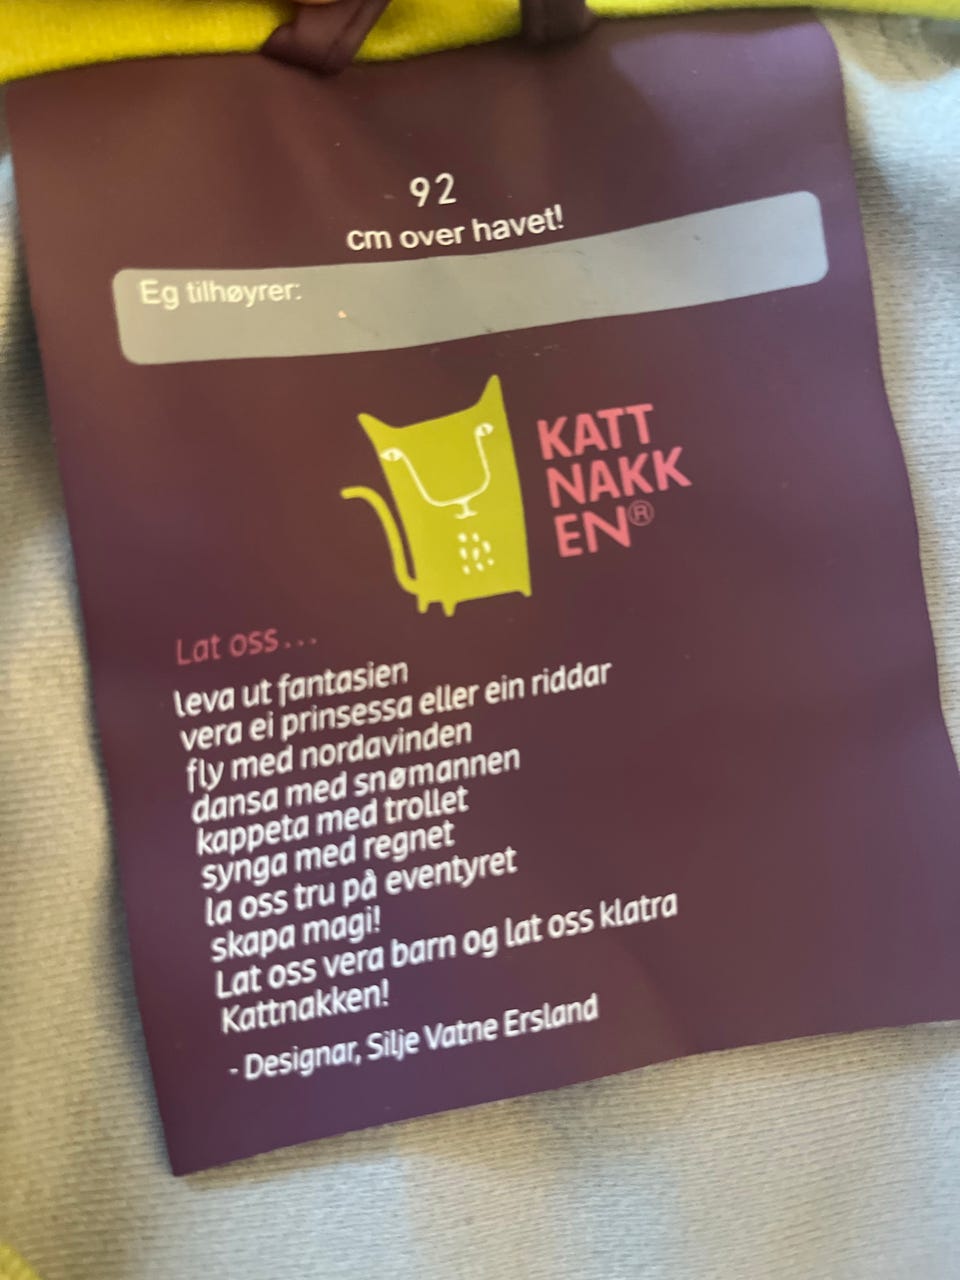 92
cm over havet!
Eg tilhøyrer:
KATT
NAKK
EN®
Lat oss...
leva ut fantasien
vera ei prinsessa eller ein riddar
fly med nordavinden
dansa med snømannen
kappeta med trollet
synga med regnet
la oss tru på eventyret
skapa magi!
Lat oss vera barn og lat oss klatra
Kattnakken!
- Designar, Silje Vatne Ersland